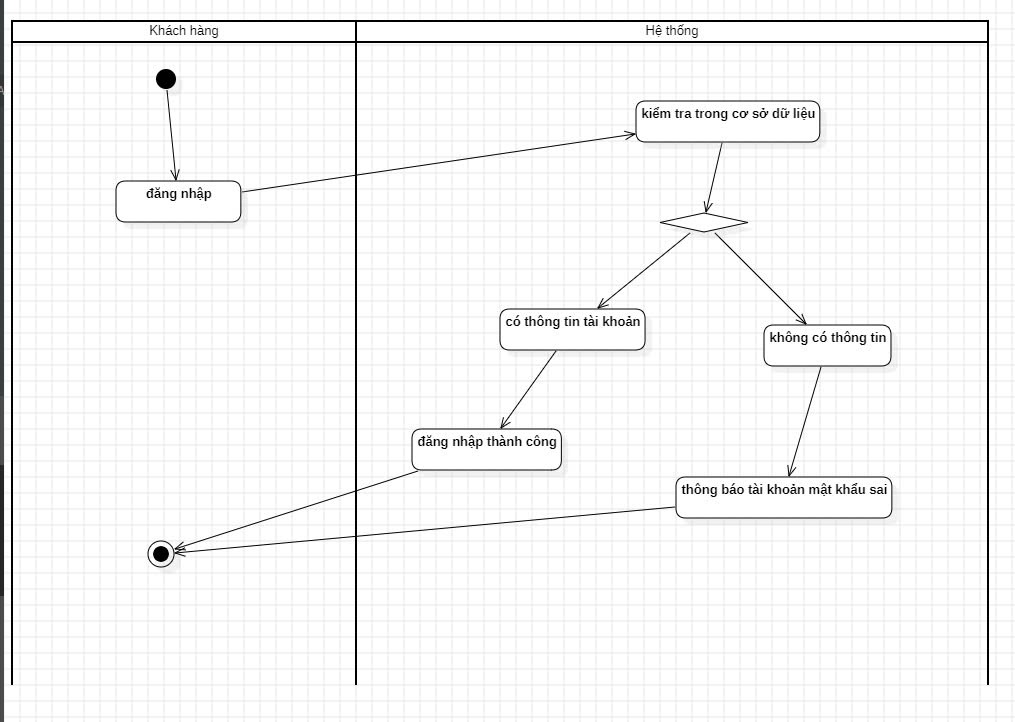 Khách hàng
Hệ thống
kiểm tra trong cơ sở dữ liệu
đăng nhập
có thông tin tài khoản
không có thông tin
đăng nhập thành công
thông báo tài khoản mật khẩu sai